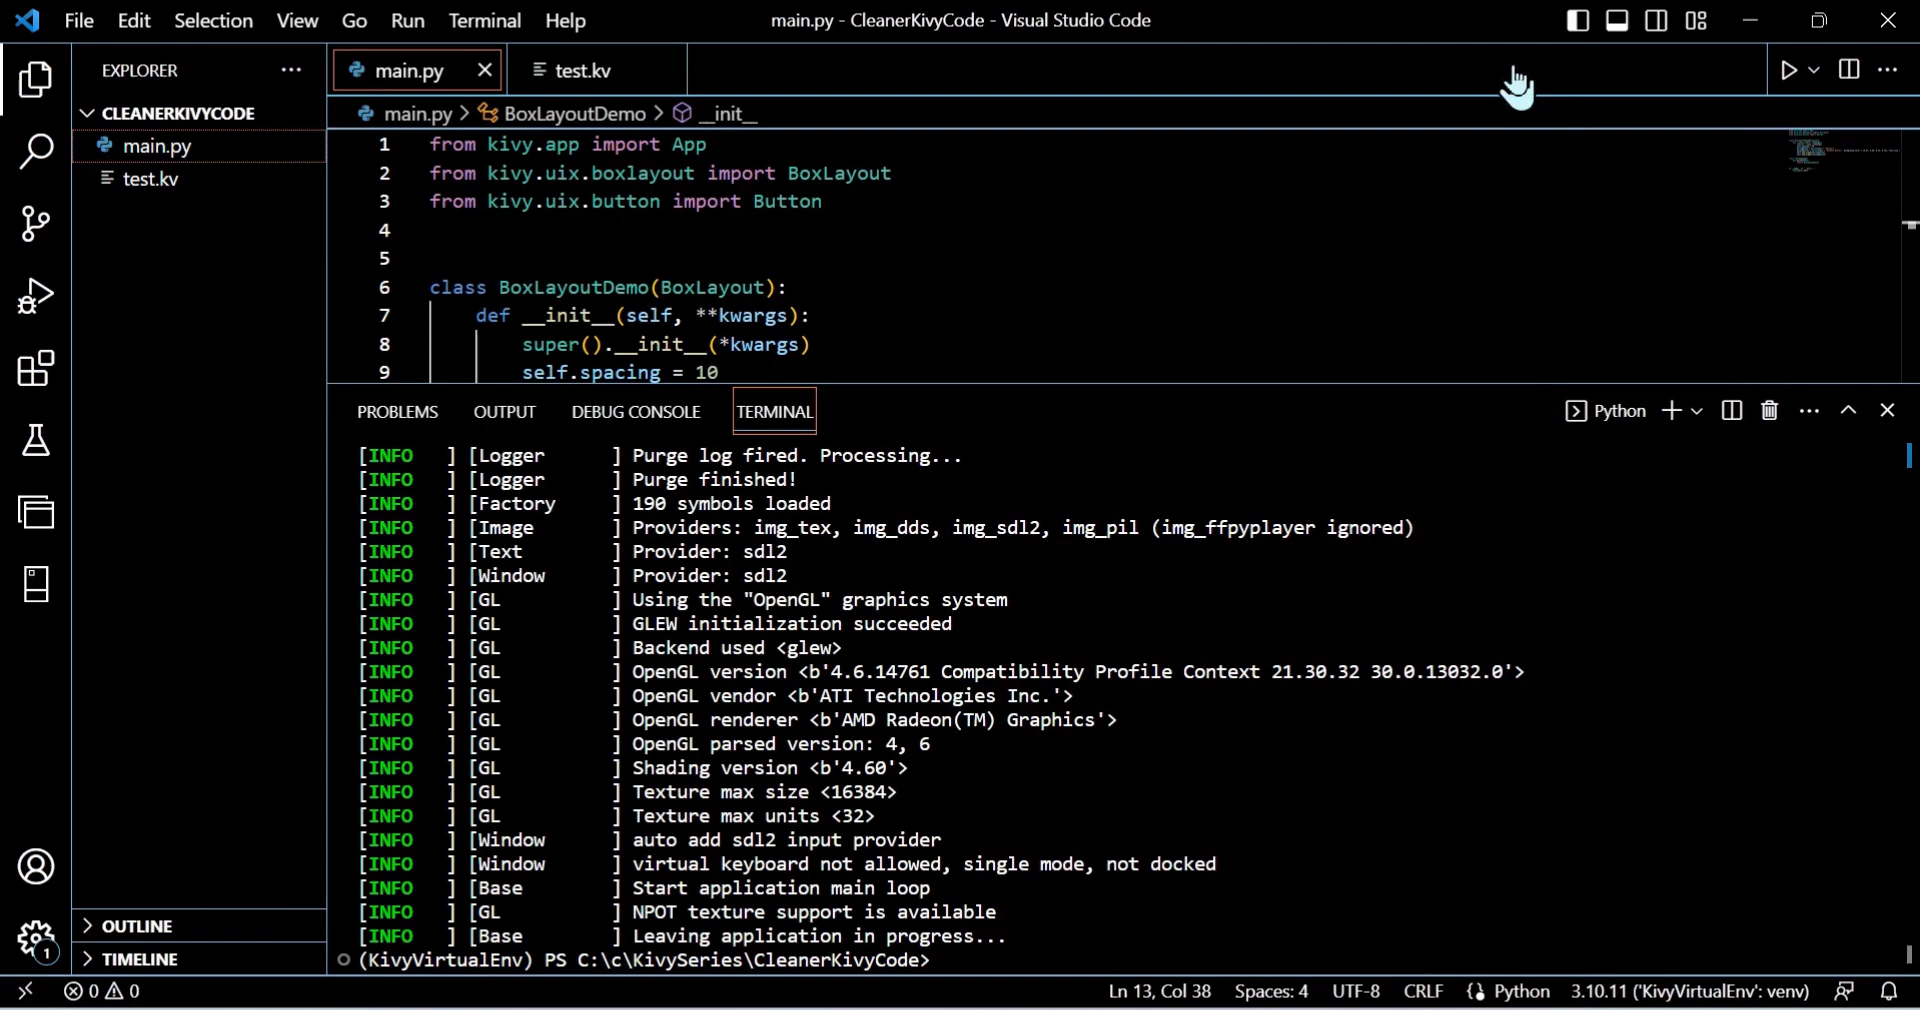 File Edit Selection View Go Run Terminal Help main.py - CleanerKivyCode - Visual Studio Code
EXPLORER ···
CLEANERKIVYCODE
main.py
test.kv
OUTLINE
TIMELINE
1
main.py test.kv
main.py > BoxLayoutDemo > __init__
1 from kivy.app import App
2 from kivy.uix.boxlayout import BoxLayout
3 from kivy.uix.button import Button
4
5
6 class BoxLayoutDemo(BoxLayout):
7 def __init__(self, **kwargs):
8 super().__init__(*kwargs)
9 self.spacing = 10
PROBLEMS OUTPUT DEBUG CONSOLE TERMINAL Python
[INFO   ] [Logger      ] Purge log fired. Processing...
[INFO   ] [Logger      ] Purge finished!
[INFO   ] [Factory     ] 190 symbols loaded
[INFO   ] [Image       ] Providers: img_tex, img_dds, img_sdl2, img_pil (img_ffpyplayer ignored)
[INFO   ] [Text        ] Provider: sdl2
[INFO   ] [Window      ] Provider: sdl2
[INFO   ] [GL          ] Using the "OpenGL" graphics system
[INFO   ] [GL          ] GLEW initialization succeeded
[INFO   ] [GL          ] Backend used <glew>
[INFO   ] [GL          ] OpenGL version <b'4.6.14761 Compatibility Profile Context 21.30.32 30.0.13032.0'>
[INFO   ] [GL          ] OpenGL vendor <b'ATI Technologies Inc.'>
[INFO   ] [GL          ] OpenGL renderer <b'AMD Radeon(TM) Graphics'>
[INFO   ] [GL          ] OpenGL parsed version: 4, 6
[INFO   ] [GL          ] Shading version <b'4.60'>
[INFO   ] [GL          ] Texture max size <16384>
[INFO   ] [GL          ] Texture max units <32>
[INFO   ] [Window      ] auto add sdl2 input provider
[INFO   ] [Window      ] virtual keyboard not allowed, single mode, not docked
[INFO   ] [Base        ] Start application main loop
[INFO   ] [GL          ] NPOT texture support is available
[INFO   ] [Base        ] Leaving application in progress...
(KivyVirtualEnv) PS C:\c\KivySeries\CleanerKivyCode>
0 0 Ln 13, Col 38 Spaces: 4 UTF-8 CRLF Python 3.10.11 ('KivyVirtualEnv': venv)